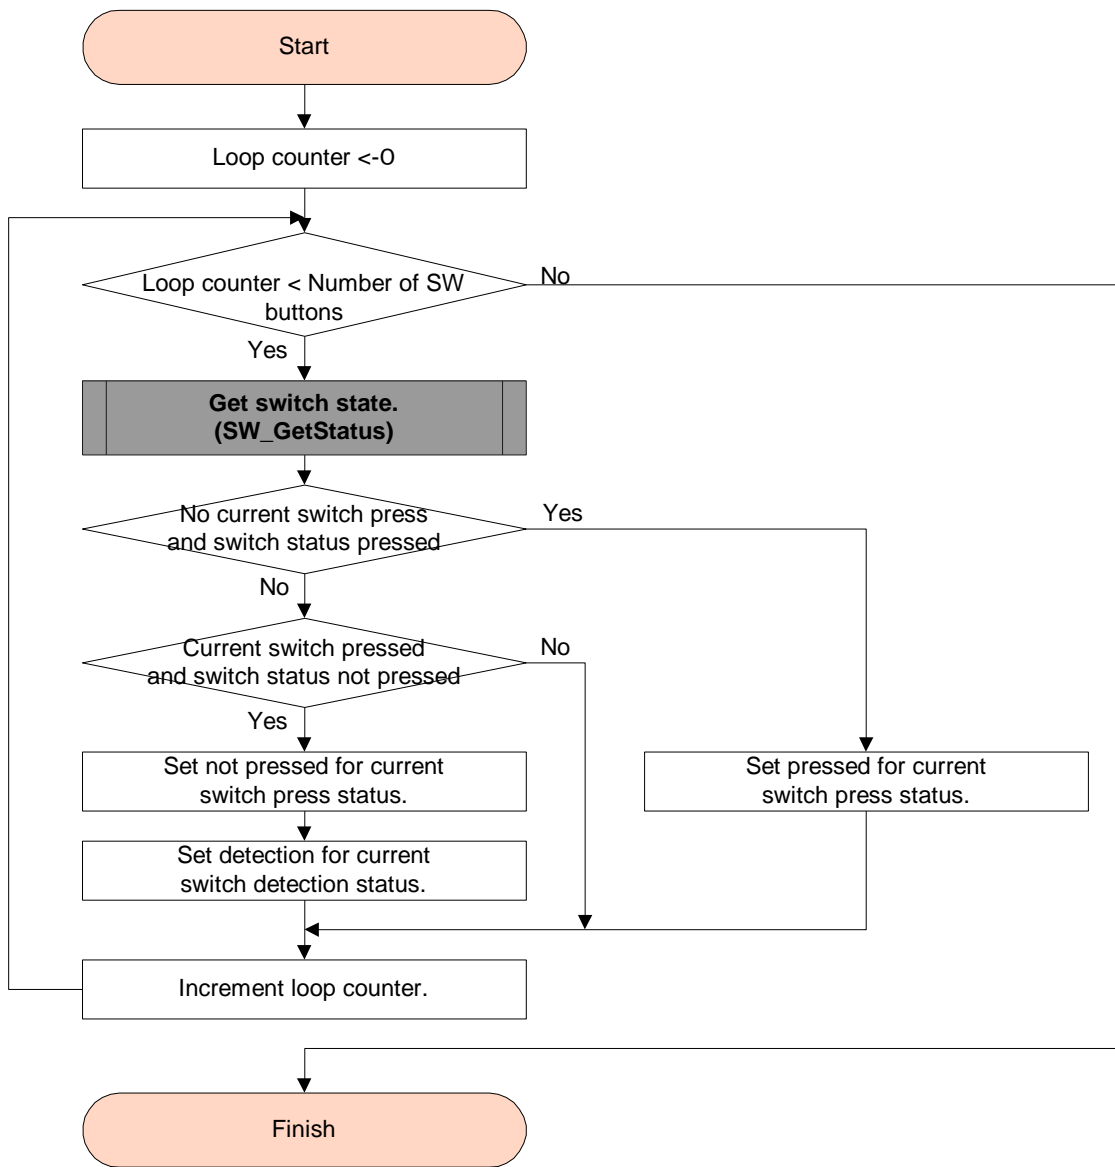 Start
Loop counter <-0
Loop counter < Number of SW
buttons
No
Yes
Get switch state.
(SW_GetStatus)
No current switch press
and switch status pressed
Yes
No
Current switch pressed
and switch status not pressed
No
Yes
Set not pressed for current
switch press status.
Set pressed for current
switch press status.
Set detection for current
switch detection status.
Increment loop counter.
Finish